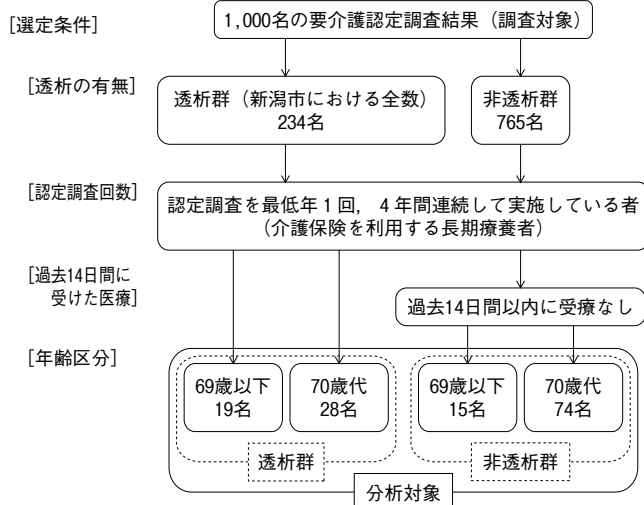 [選定条件]
1,000名の要介護認定調査結果（調査対象）
[透析の有無]
透析群（新潟市における全数）
234名
非透析群
765名
[認定調査回数]
認定調査を最低年１回，４年間連続して実施している者
（介護保険を利用する長期療養者）
[過去14日間に
受けた医療]
過去14日間以内に受療なし
[年齢区分]
69歳以下
19名
70歳代
28名
69歳以下
15名
70歳代
74名
透析群
非透析群
分析対象